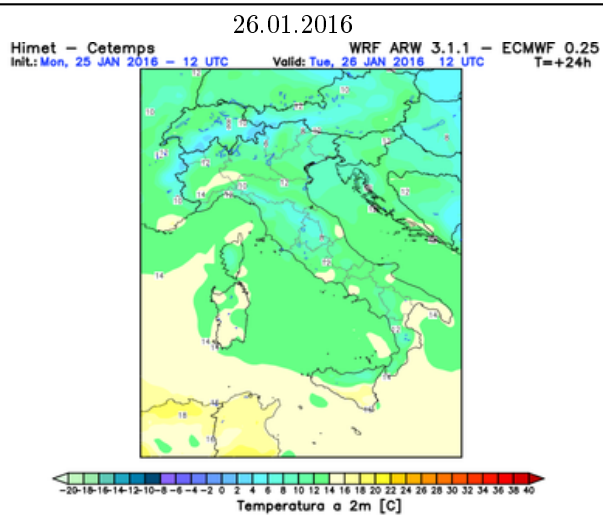 26.01.2016
Himet – Cetemps WRF ARW 3.1.1 – ECMWF 0.25
Init.: Mon, 25 JAN 2016 – 12 UTC Valid: Tue, 26 JAN 2016 12 UTC T=+24h
-20-18-16-14-12-10-8 -6 -4 -2 0 2 4 6 8 10 12 14 16 18 20 22 24 26 28 30 32 34 36 38 40
Temperatura a 2m [C]